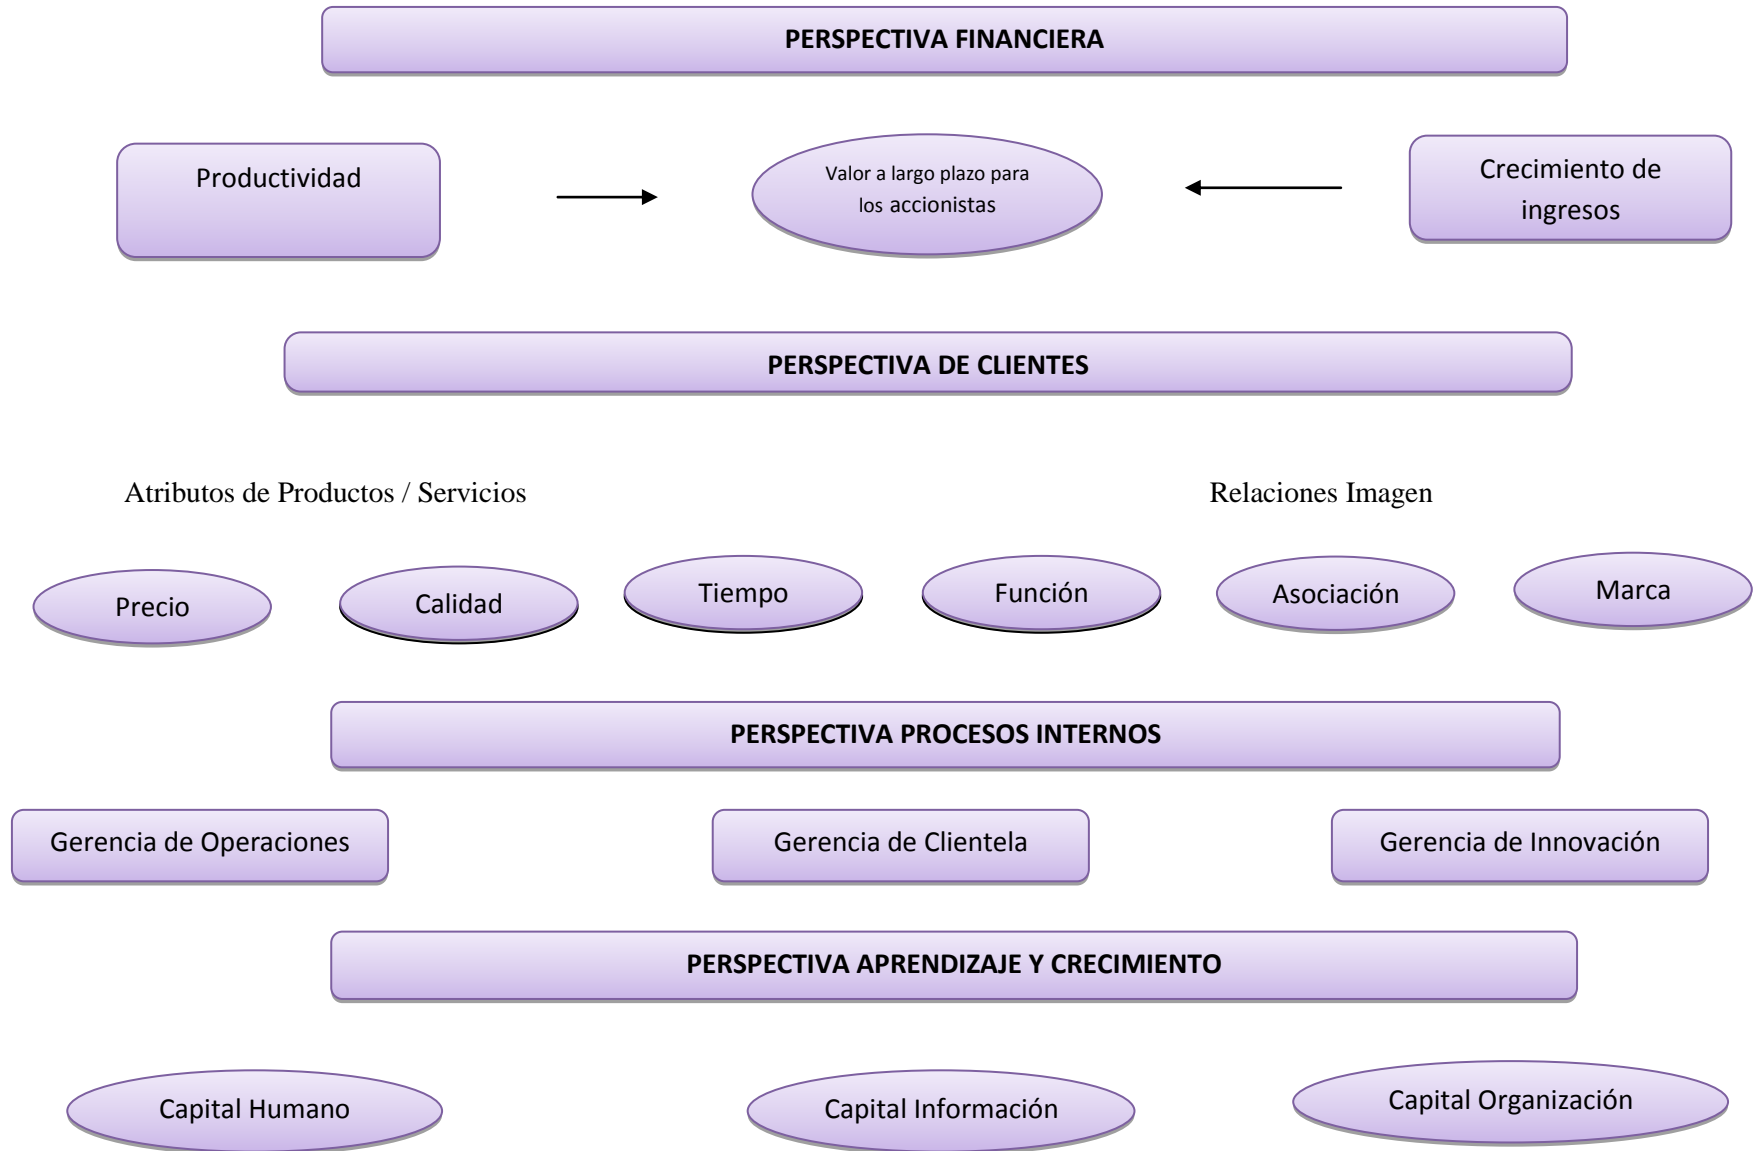 PERSPECTIVA FINANCIERA
Productividad
Valor a largo plazo para
los accionistas
Crecimiento de
ingresos
PERSPECTIVA DE CLIENTES
Atributos de Productos / Servicios
Relaciones Imagen
Precio
Calidad
Tiempo
Función
Asociación
Marca
PERSPECTIVA PROCESOS INTERNOS
Gerencia de Operaciones
Gerencia de Clientela
Gerencia de Innovación
PERSPECTIVA APRENDIZAJE Y CRECIMIENTO
Capital Humano
Capital Información
Capital Organización